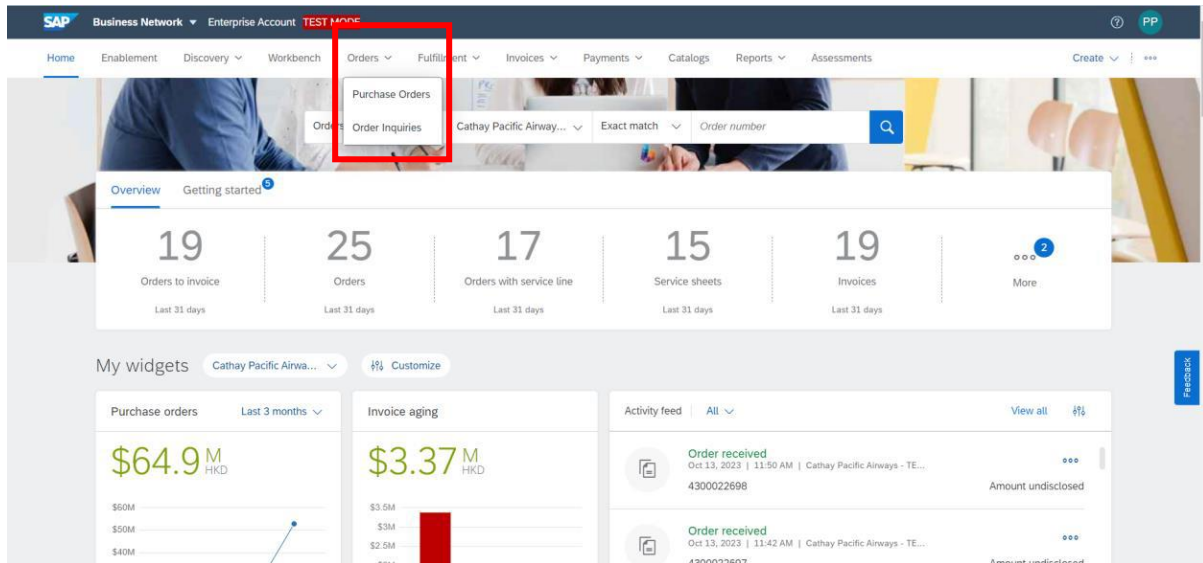 SAP Business Network Enterprise Account TEST MODE PP
Home Enablement Discovery Workbench Orders Fulfillment Invoices Payments Catalogs Reports Assessments Create
Purchase Orders
Order Inquiries
Orders Cathay Pacific Airway... Exact match Order number
Overview Getting started 5
19 25 17 15 19 2
Orders to invoice Orders Orders with service line Service sheets Invoices More
Last 31 days Last 31 days Last 31 days Last 31 days Last 31 days
My widgets Cathay Pacific Airwa... Customize
Feedback
Purchase orders Last 3 months Invoice aging Activity feed All View all
$64.9 M HKD $3.37 M HKD
Order received
Oct 13, 2023 | 11:50 AM | Cathay Pacific Airways - TE...
4300022698 Amount undisclosed
$60M $3.5M
$50M $3M
$40M $2.5M
Order received
Oct 13, 2023 | 11:42 AM | Cathay Pacific Airways - TE...
4300022697 Amount undisclosed